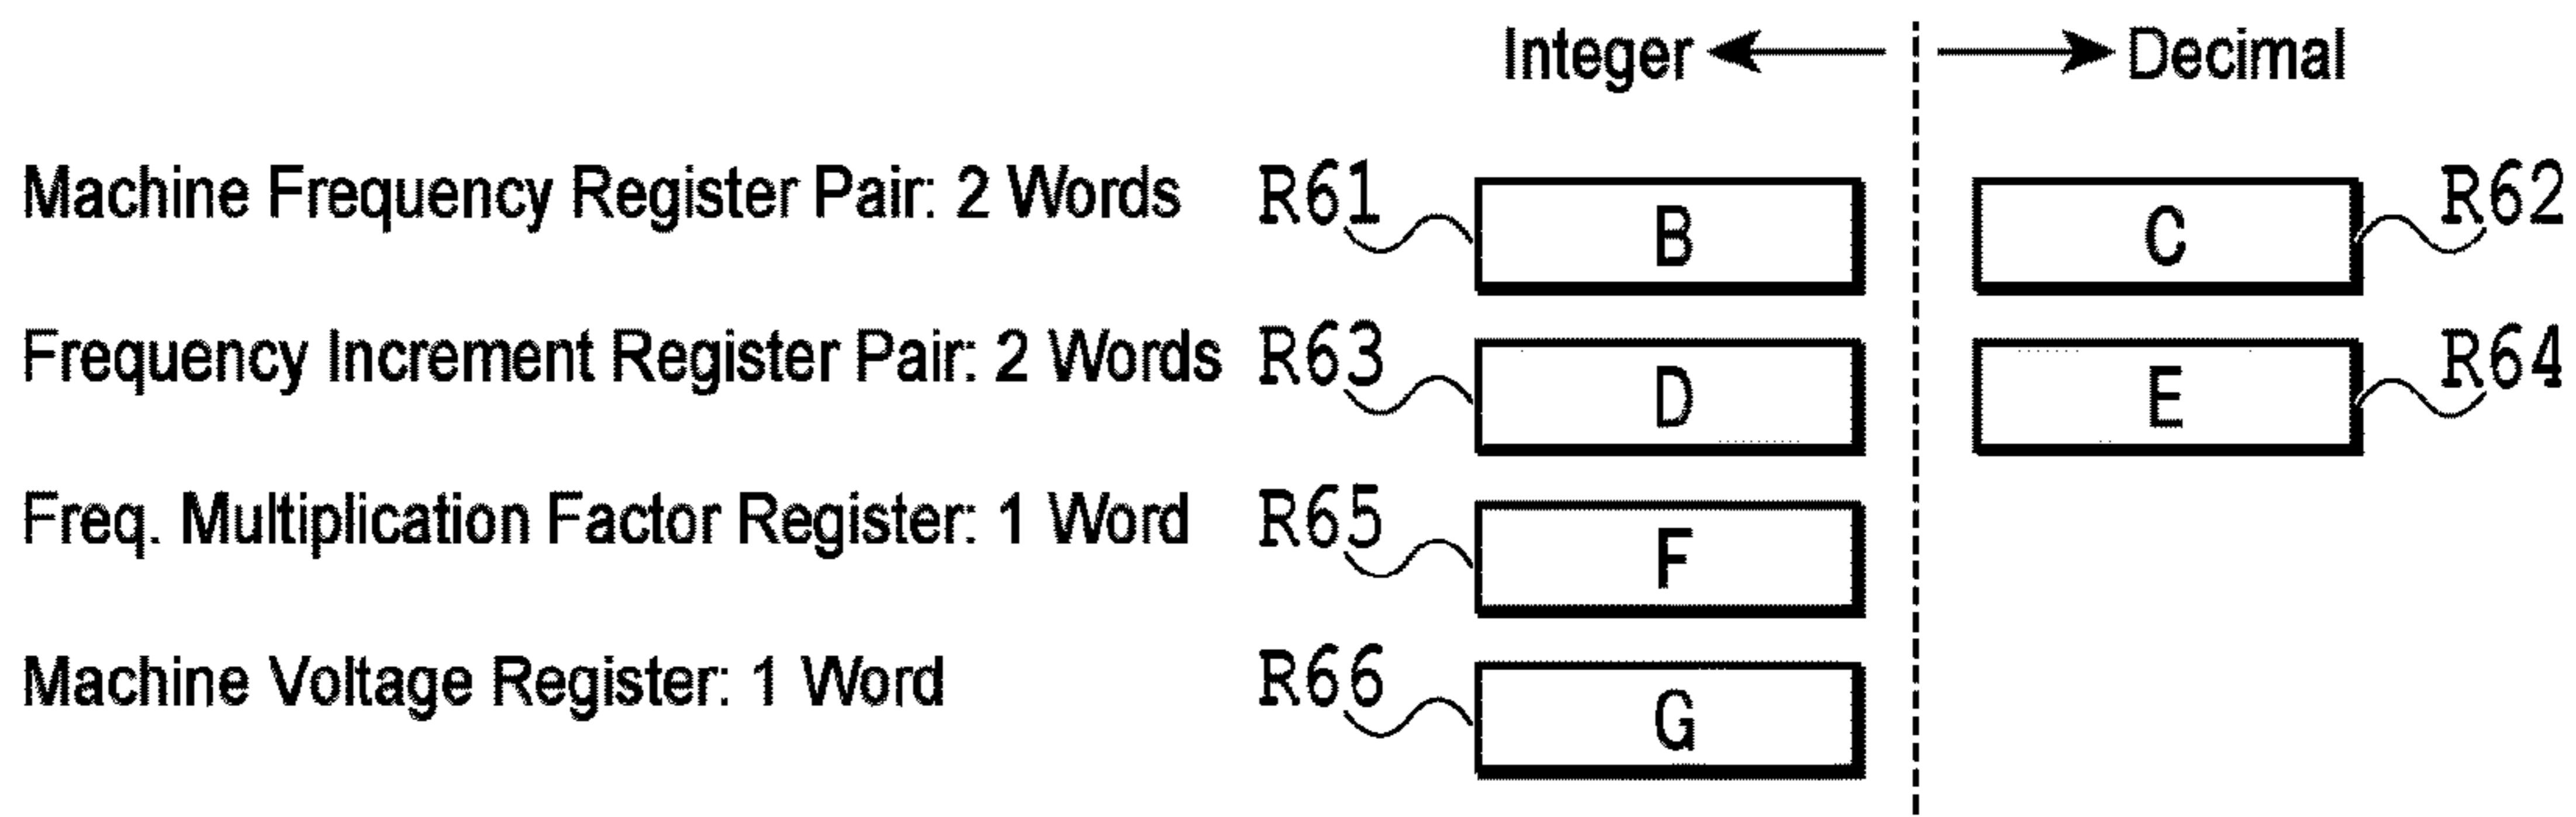 Integer Decimal
Machine Frequency Register Pair: 2 Words R61 B C R62
Frequency Increment Register Pair: 2 Words R63 D E R64
Freq. Multiplication Factor Register: 1 Word R65 F
Machine Voltage Register: 1 Word R66 G